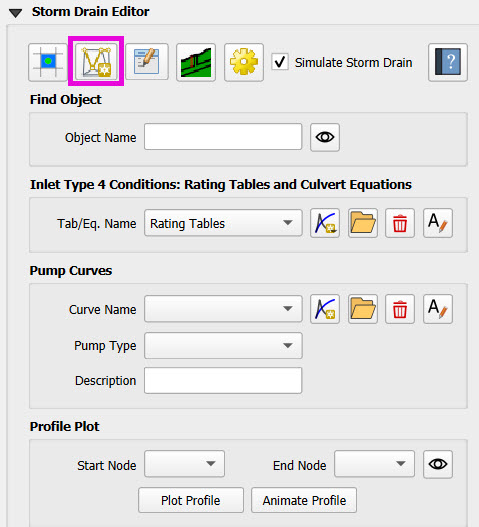 Storm Drain Editor
Simulate Storm Drain
?
Find Object
Object Name
Inlet Type 4 Conditions: Rating Tables and Culvert Equations
Tab/Eq. Name Rating Tables A
Pump Curves
Curve Name A
Pump Type
Description
Profile Plot
Start Node End Node
Plot Profile Animate Profile